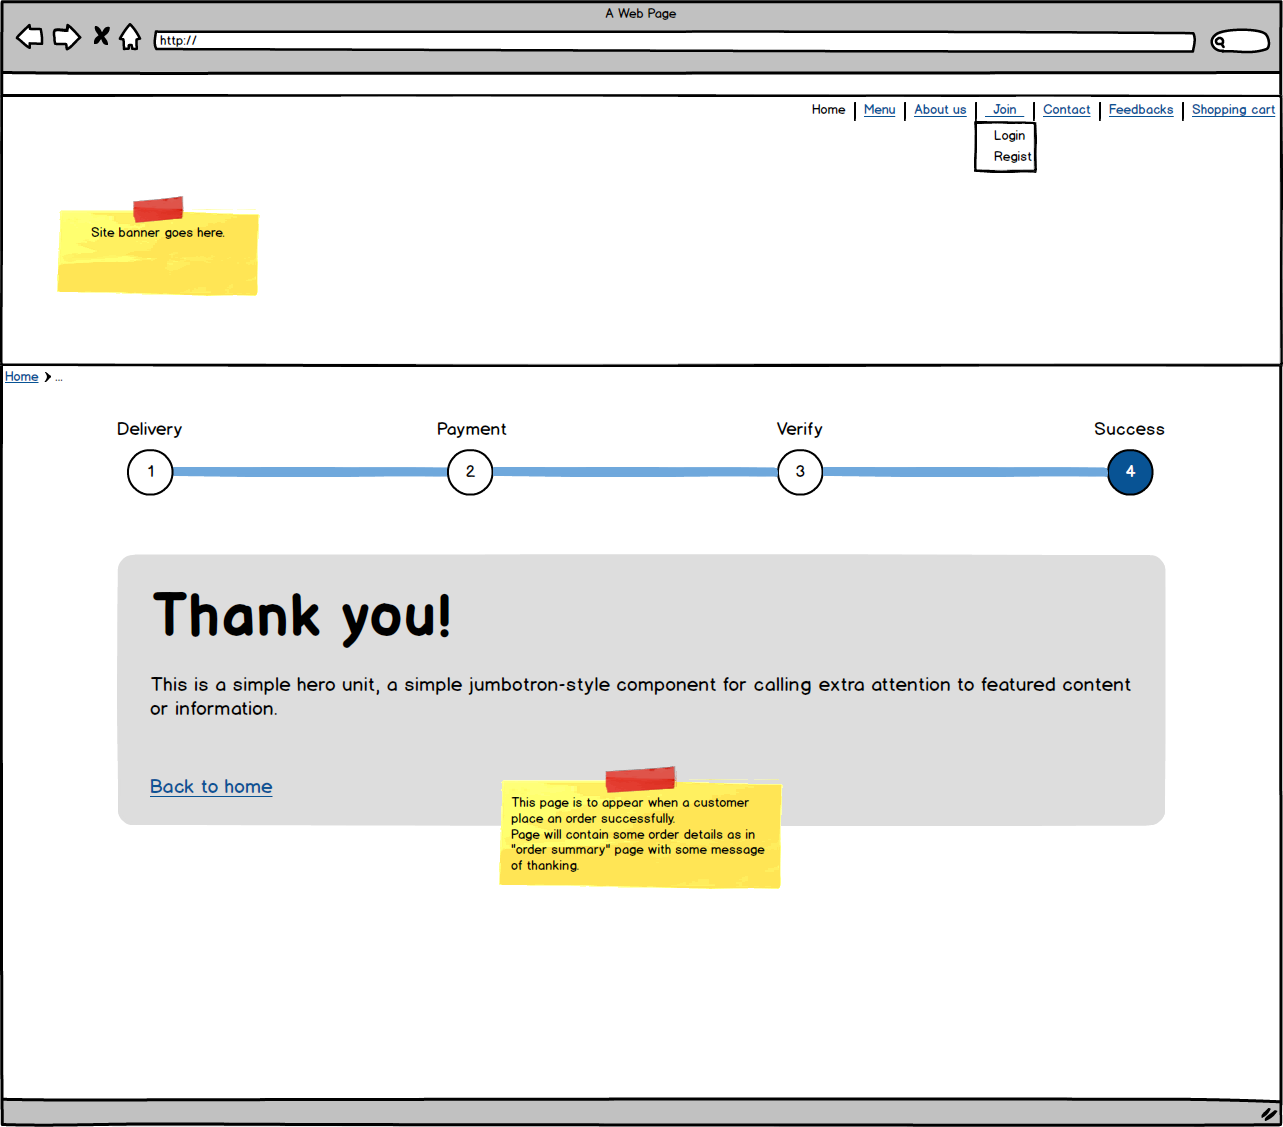 A Web Page
http://
Home Menu About us Join Contact Feedbacks Shopping cart
Login
Regist
Site banner goes here.
Home ...
Delivery Payment Verify Success
1 2 3 4
Thank you!
This is a simple hero unit, a simple jumbotron-style component for calling extra attention to featured content
or information.
Back to home
This page is to appear when a customer
place an order successfully.
Page will contain some order details as in
"order summary" page with some message
of thanking.